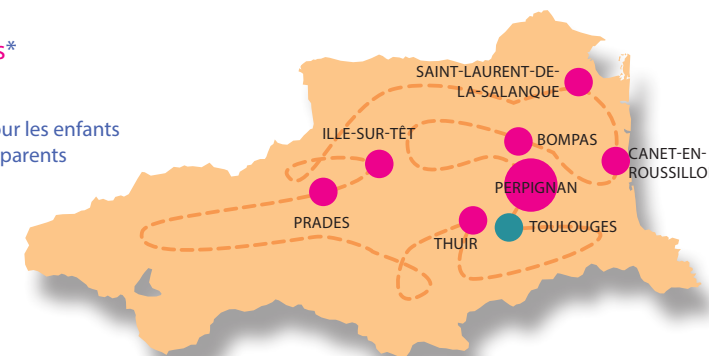 s*
ur les enfants
parents
SAINT-LAURENT-DE-
LA-SALANQUE
ILLE-SUR-TÊT
BOMPAS
CANET-EN-
ROUSSILLO
PERPIGNAN
PRADES
TOULOUGES
THUIR